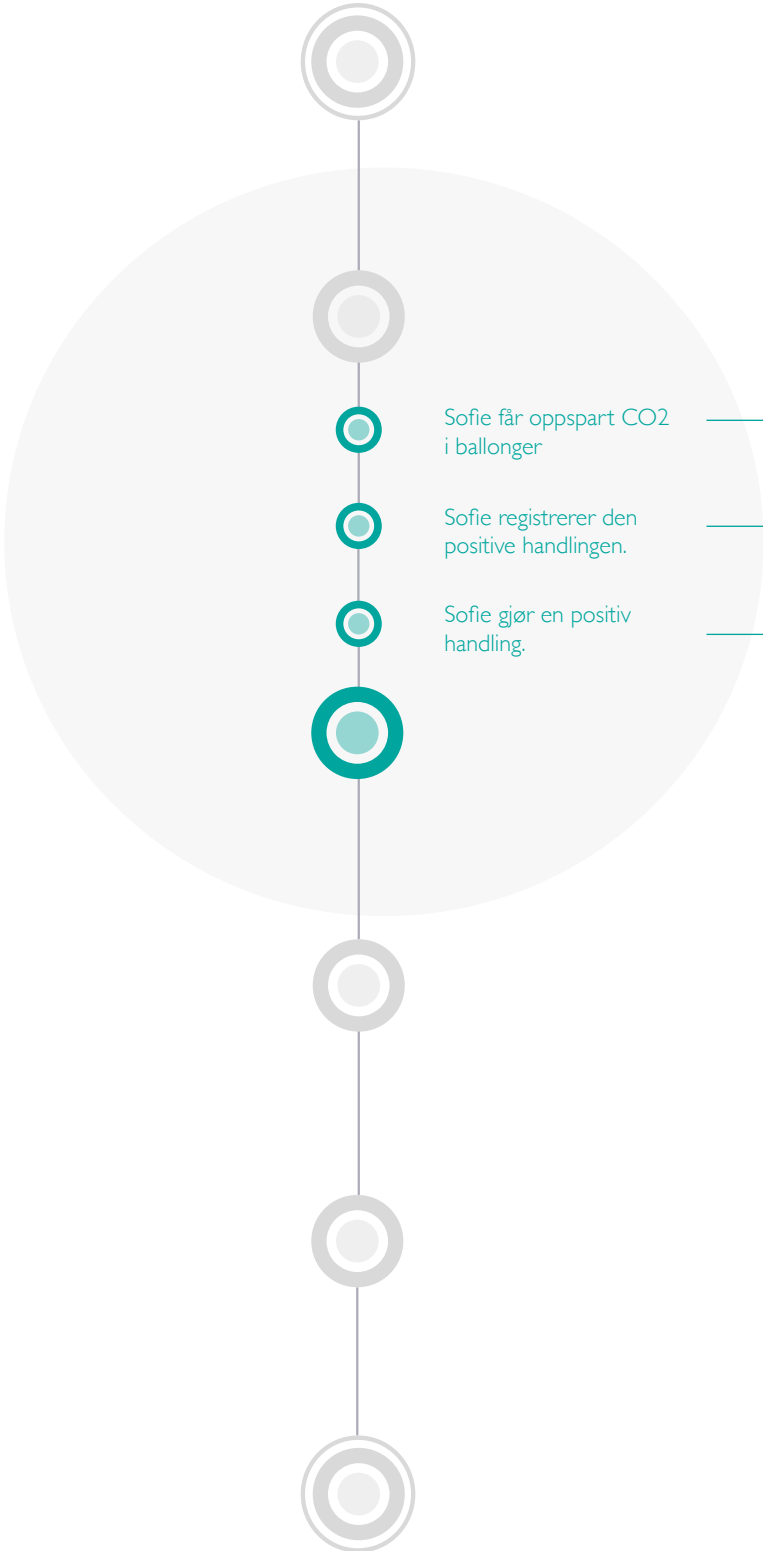 Sofie får oppspart CO2
i ballonger
Sofie registrerer den
positive handlingen.
Sofie gjør en positiv
handling.